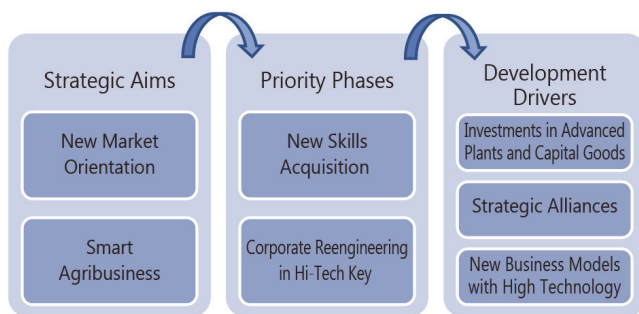 Strategic Aims
New Market
Orientation
Smart
Agribusiness
Priority Phases
New Skills
Acquisition
Corporate Reengineering
in Hi-Tech Key
Development
Drivers
Investments in Advanced
Plants and Capital Goods
Strategic Alliances
New Business Models
with High Technology